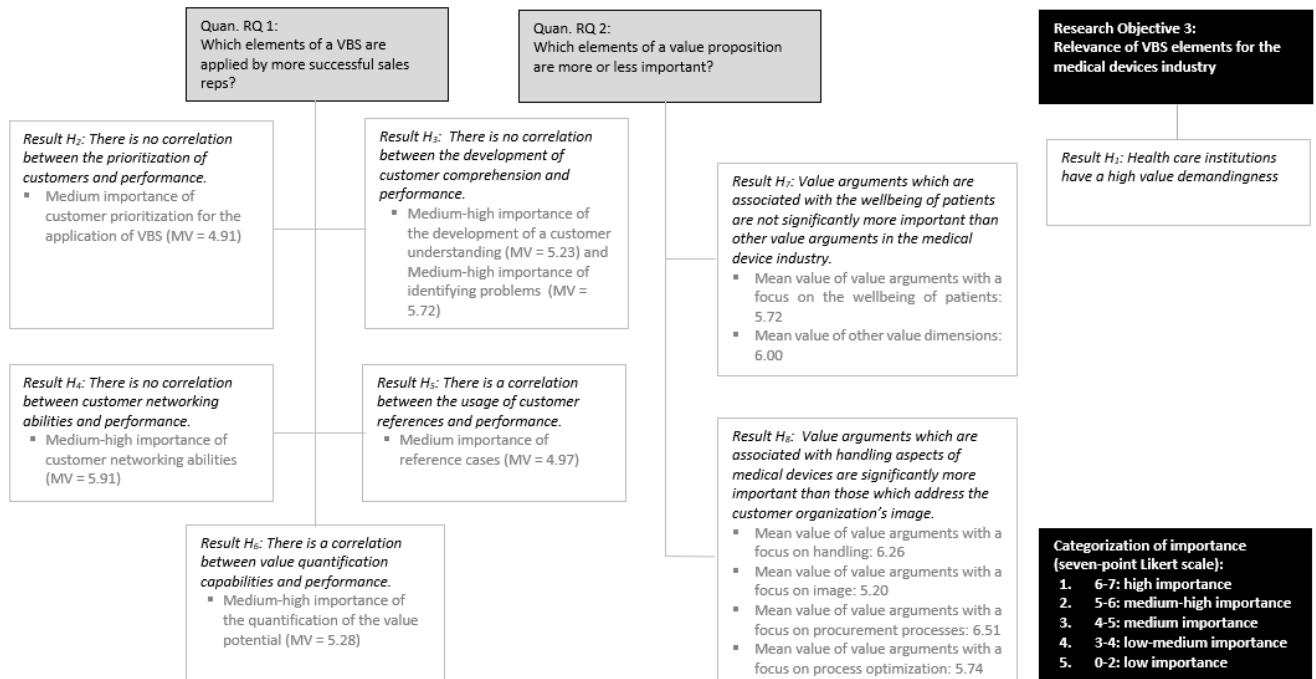 Quan. RQ 1:
Which elements of a VBS are
applied by more successful sales
reps?
Quan. RQ 2:
Which elements of a value proposition
are more or less important?
Research Objective 3:
Relevance of VBS elements for the
medical devices industry
Result H₂: There is no correlation
between the prioritization of
customers and performance.
▪ Medium importance of
customer prioritization for the
application of VBS (MV = 4.91)
Result H₃:  There is no correlation
between the development of
customer comprehension and
performance.
▪ Medium-high importance of
the development of a customer
understanding (MV = 5.23) and
Medium-high importance of
identifying problems  (MV =
5.72)
Result H₁: Health care institutions
have a high value demandingness
Result H₇: Value arguments which are
associated with the wellbeing of patients
are not significantly more important than
other value arguments in the medical
device industry.
▪ Mean value of value arguments with a
focus on the wellbeing of patients:
5.72
▪ Mean value of other value dimensions:
6.00
Result H₄: There is no correlation
between customer networking
abilities and performance.
▪ Medium-high importance of
customer networking abilities
(MV = 5.91)
Result H₅: There is a correlation
between the usage of customer
references and performance.
▪ Medium importance of
reference cases (MV = 4.97)
Result H₈:  Value arguments which are
associated with handling aspects of
medical devices are significantly more
important than those which address the
customer organization's image.
▪ Mean value of value arguments with a
focus on handling: 6.26
▪ Mean value of value arguments with a
focus on image: 5.20
▪ Mean value of value arguments with a
focus on procurement processes: 6.51
▪ Mean value of value arguments with a
focus on process optimization: 5.74
Result H₆: There is a correlation
between value quantification
capabilities and performance.
▪ Medium-high importance of
the quantification of the value
potential (MV = 5.28)
Categorization of importance
(seven-point Likert scale):
1. 6-7: high importance
2. 5-6: medium-high importance
3. 4-5: medium importance
4. 3-4: low-medium importance
5. 0-2: low importance